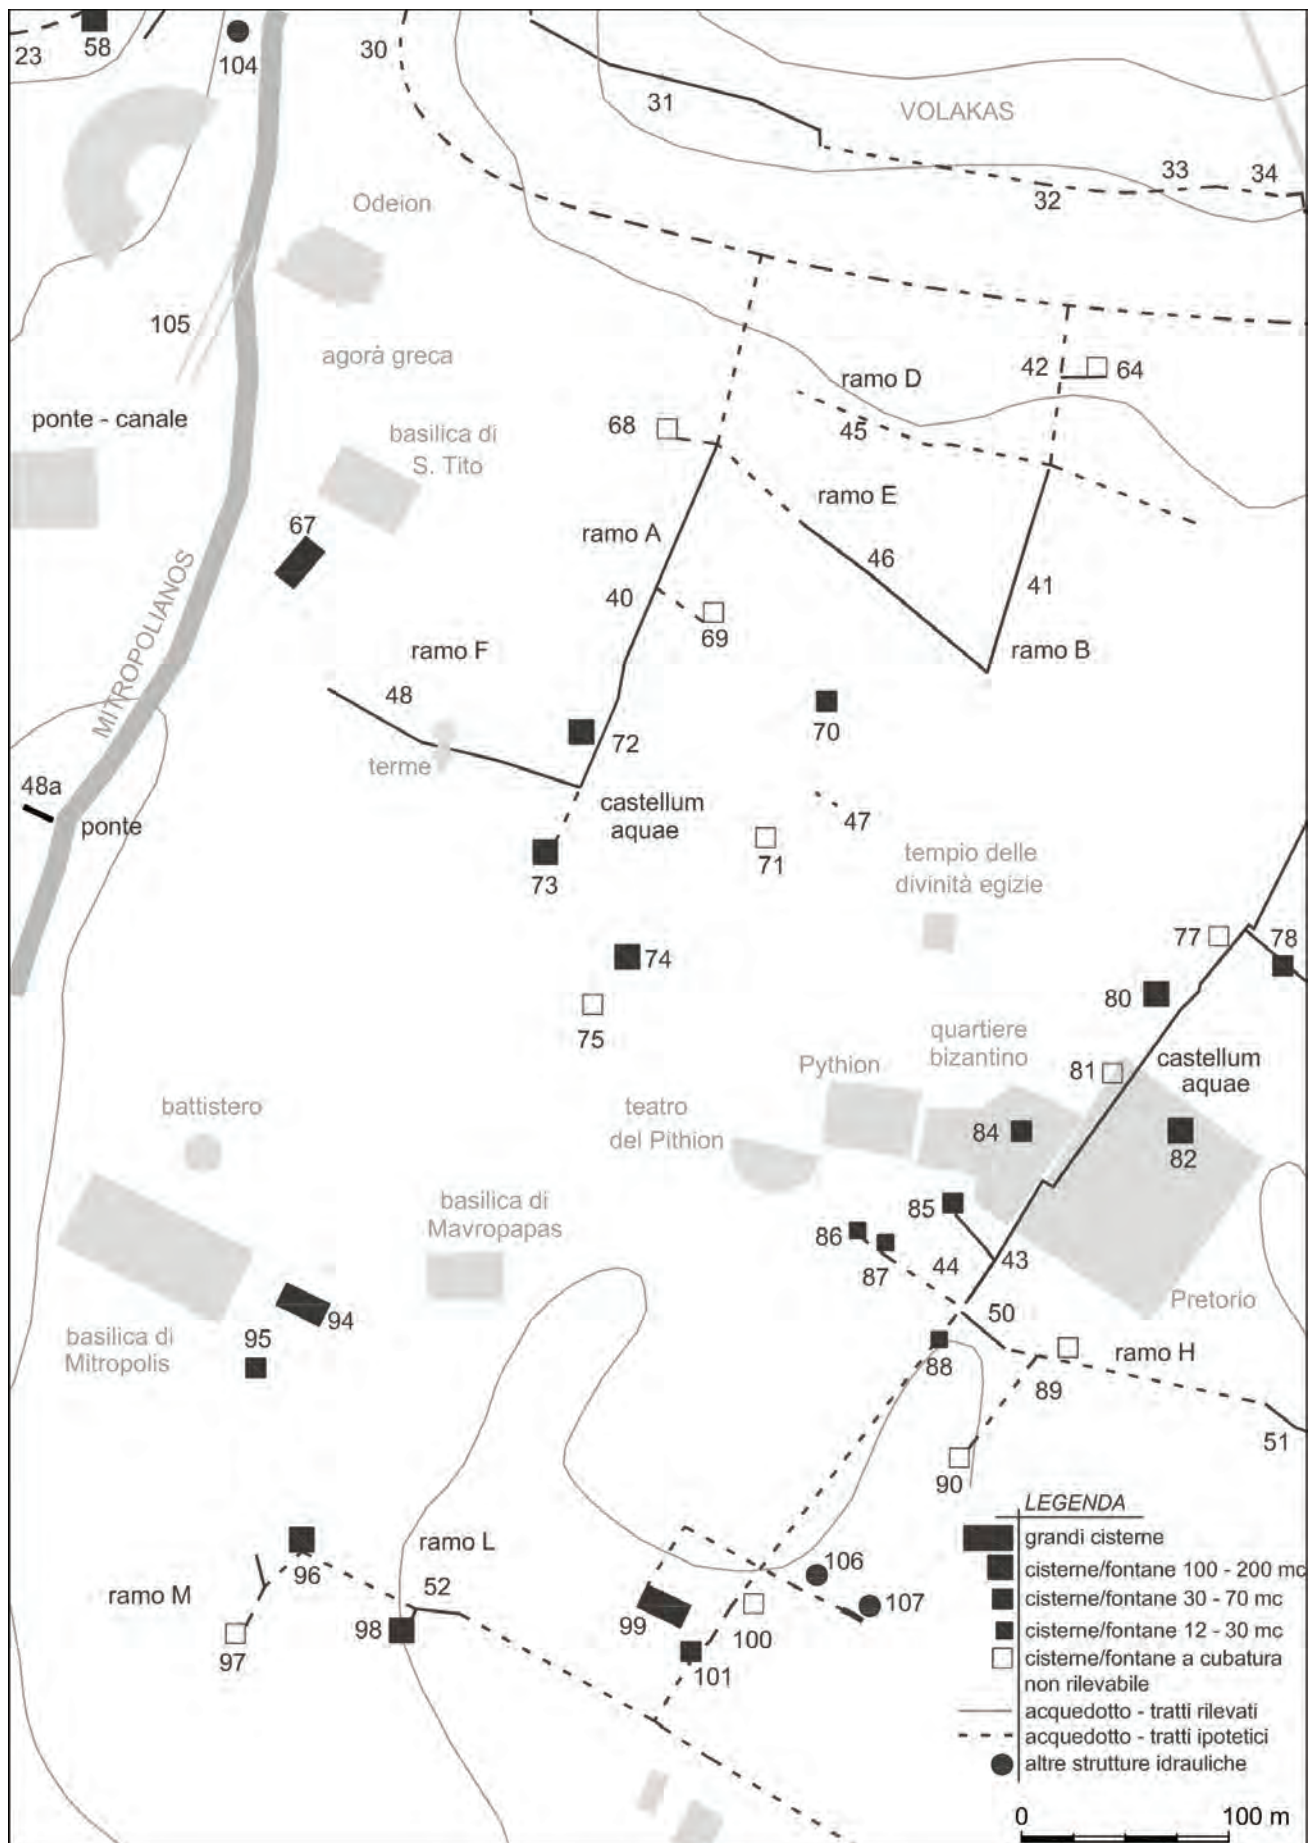 23
58
104
30
31
VOLAKAS
33
34
32
Odeion
105
agorà greca
ponte - canale
ramo D
42
64
68
45
basilica di
S. Tito
67
ramo E
ramo A
46
40
41
69
ramo F
ramo B
MITROPOLIANOS
48
70
72
terme
48a
ponte
castellum
aquae
47
71
73
tempio delle
divinità egizie
77
78
74
80
75
quartiere
bizantino
Pythion
castellum
aquae
81
battistero
teatro
del Pithion
84
82
basilica di
Mavropapas
85
86
87
44
43
50
Pretorio
94
95
basilica di
Mitropolis
88
ramo H
89
51
90
LEGENDA
grandi cisterne
cisterne/fontane 100 - 200 mc
cisterne/fontane 30 - 70 mc
cisterne/fontane 12 - 30 mc
cisterne/fontane a cubatura
non rilevabile
acquedotto - tratti rilevati
acquedotto - tratti ipotetici
altre strutture idrauliche
0
100 m
ramo L
96
52
ramo M
106
107
97
98
99
100
101